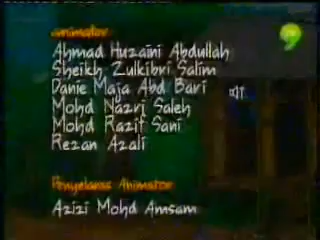 Animator
Ahmad Huzaini Abdullah
Sheikh Zulkibri Salim
Danie Maja Abd Bari
Mohd Nazri Saleh
Mohd Razif Sani
Rezan Azali
Penyelaras Animator
Azizi Mohd Amsam
9